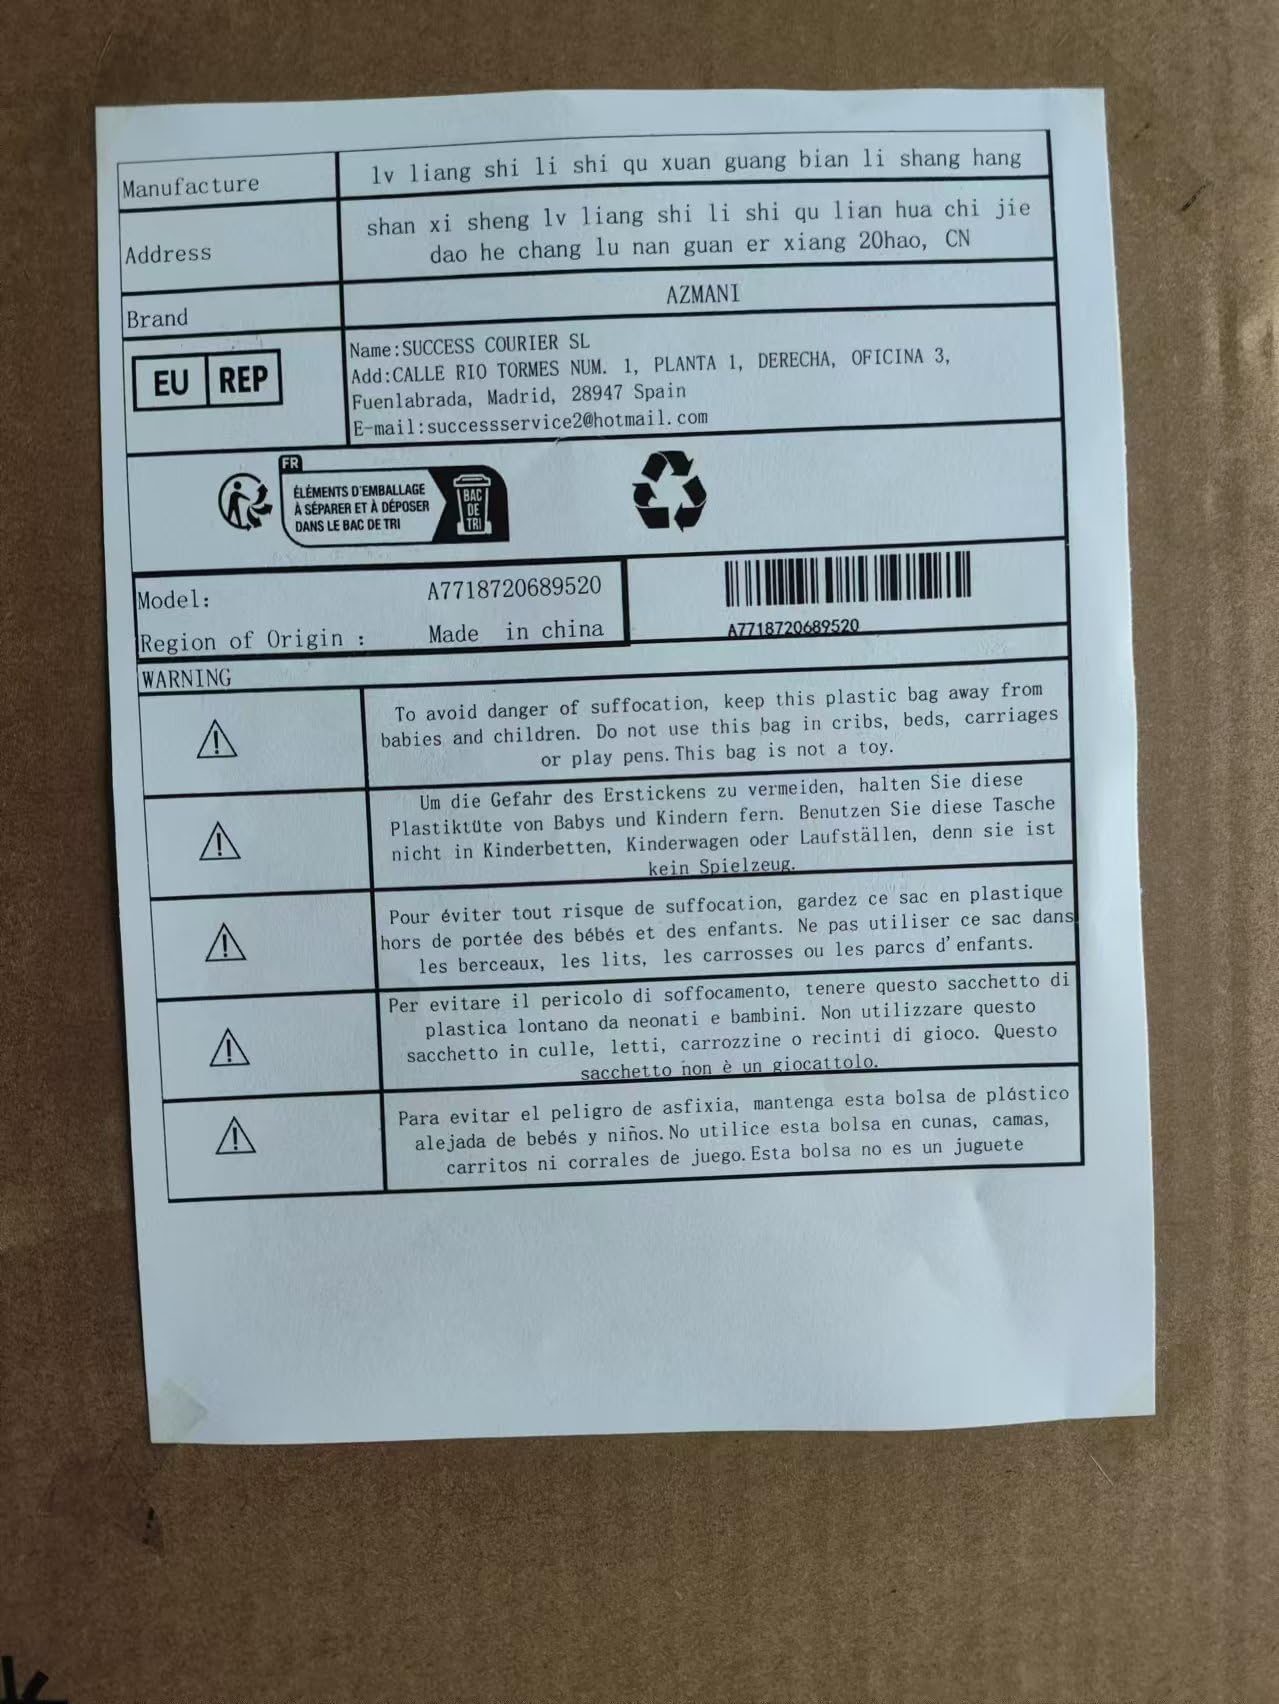 Manufacture
lv liang shi li shi qu xuan guang bian li shang hang
Address
shan xi sheng lv liang shi li shi qu lian hua chi jie
dao he chang lu nan guan er xiang 20hao, CN
Brand
AZMANI
EU REP
Name:SUCCESS COURIER SL
Add:CALLE RIO TORMES NUM. 1, PLANTA 1, DERECHA, OFICINA 3,
Fuenlabrada, Madrid, 28947 Spain
E-mail:successservice2@hotmail.com
FR
ÉLÉMENTS D'EMBALLAGE
À SÉPARER ET À DÉPOSER
DANS LE BAC DE TRI
BAC
DE
TRI
Model: A7718720689520
Region of Origin : Made in china
A7718720689520
WARNING
To avoid danger of suffocation, keep this plastic bag away from
babies and children. Do not use this bag in cribs, beds, carriages
or play pens. This bag is not a toy.
Um die Gefahr des Erstickens zu vermeiden, halten Sie diese
Plastiktüte von Babys und Kindern fern. Benutzen Sie diese Tasche
nicht in Kinderbetten, Kinderwagen oder Laufställen, denn sie ist
kein Spielzeug.
Pour éviter tout risque de suffocation, gardez ce sac en plastique
hors de portée des bébés et des enfants. Ne pas utiliser ce sac dans
les berceaux, les lits, les carrosses ou les parcs d'enfants.
Per evitare il pericolo di soffocamento, tenere questo sacchetto di
plastica lontano da neonati e bambini. Non utilizzare questo
sacchetto in culle, letti, carrozzine o recinti di gioco. Questo
sacchetto non è un giocattolo.
Para evitar el peligro de asfixia, mantenga esta bolsa de plástico
alejada de bebés y niños. No utilice esta bolsa en cunas, camas,
carritos ni corrales de juego. Esta bolsa no es un juguete